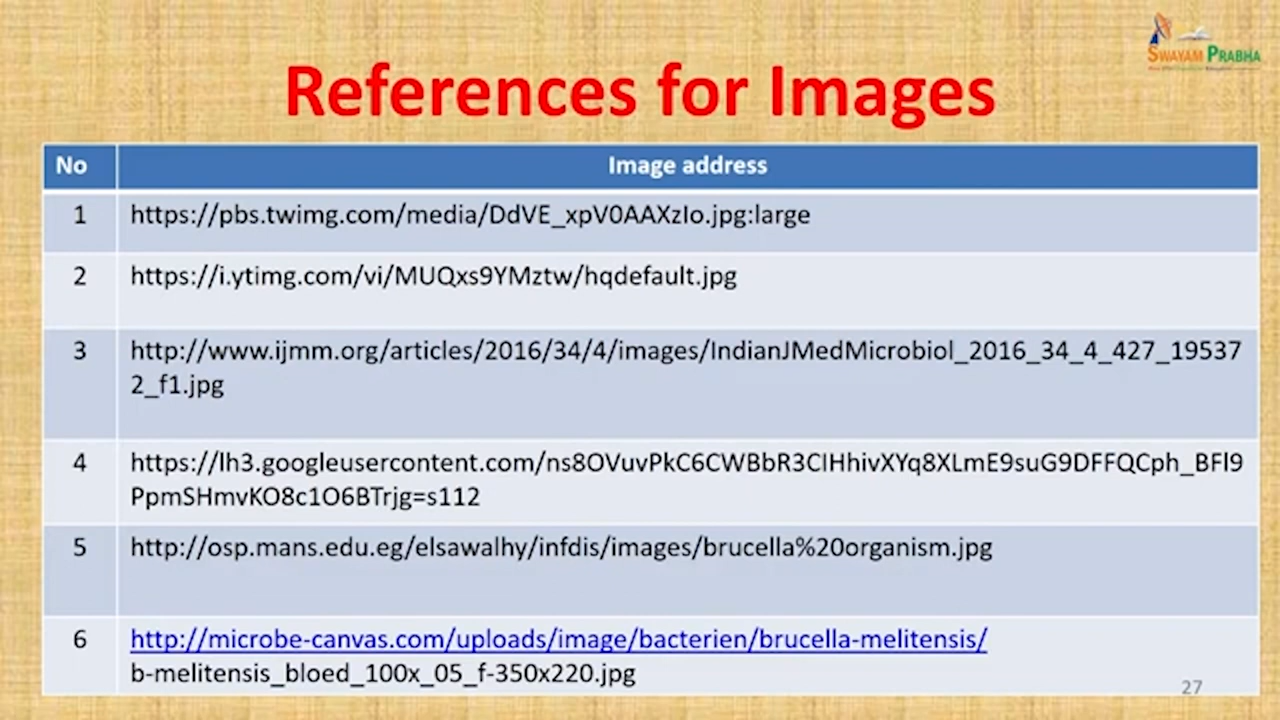 SWAYAM PRABHA
References for Images
No Image address
1 https://pbs.twimg.com/media/DdVE_xpV0AAXzIo.jpg:large
2 https://i.ytimg.com/vi/MUQxs9YMztw/hqdefault.jpg
3 http://www.ijmm.org/articles/2016/34/4/images/IndianJMedMicrobiol_2016_34_4_427_19537
2_f1.jpg
4 https://lh3.googleusercontent.com/ns8OVuvPkC6CWBbR3CIHhivXYq8XLmE9suG9DFFQCph_BFl9
PpmSHmvKO8c1O6BTrjg=s112
5 http://osp.mans.edu.eg/elsawalhy/infdis/images/brucella%20organism.jpg
6 http://microbe-canvas.com/uploads/image/bacterien/brucella-melitensis/
b-melitensis_bloed_100x_05_f-350x220.jpg
27